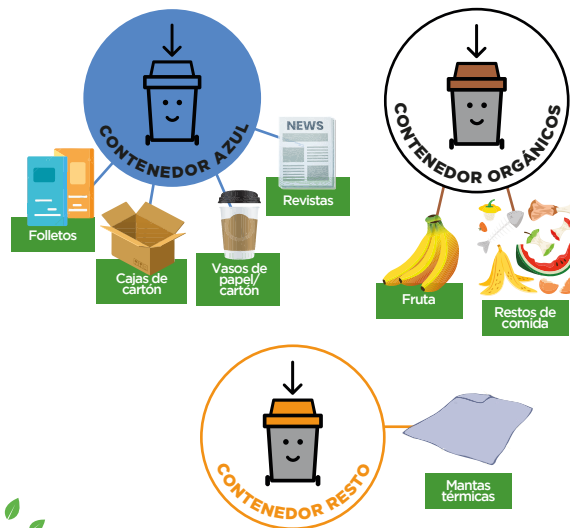 CONTENEDOR AZUL
NEWS
Folletos
Cajas de
cartón
Vasos de
papel/
cartón
Revistas
CONTENEDOR ORGÁNICOS
Fruta
Restos de
comida
CONTENEDOR RESTO
Mantas
térmicas